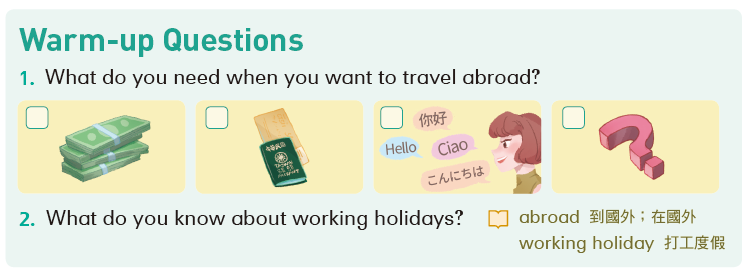 Warm-up Questions
1. What do you need when you want to travel abroad?
你好
Hello
Ciao
こんにちは
2. What do you know about working holidays?
abroad 到國外；在國外
working holiday 打工度假